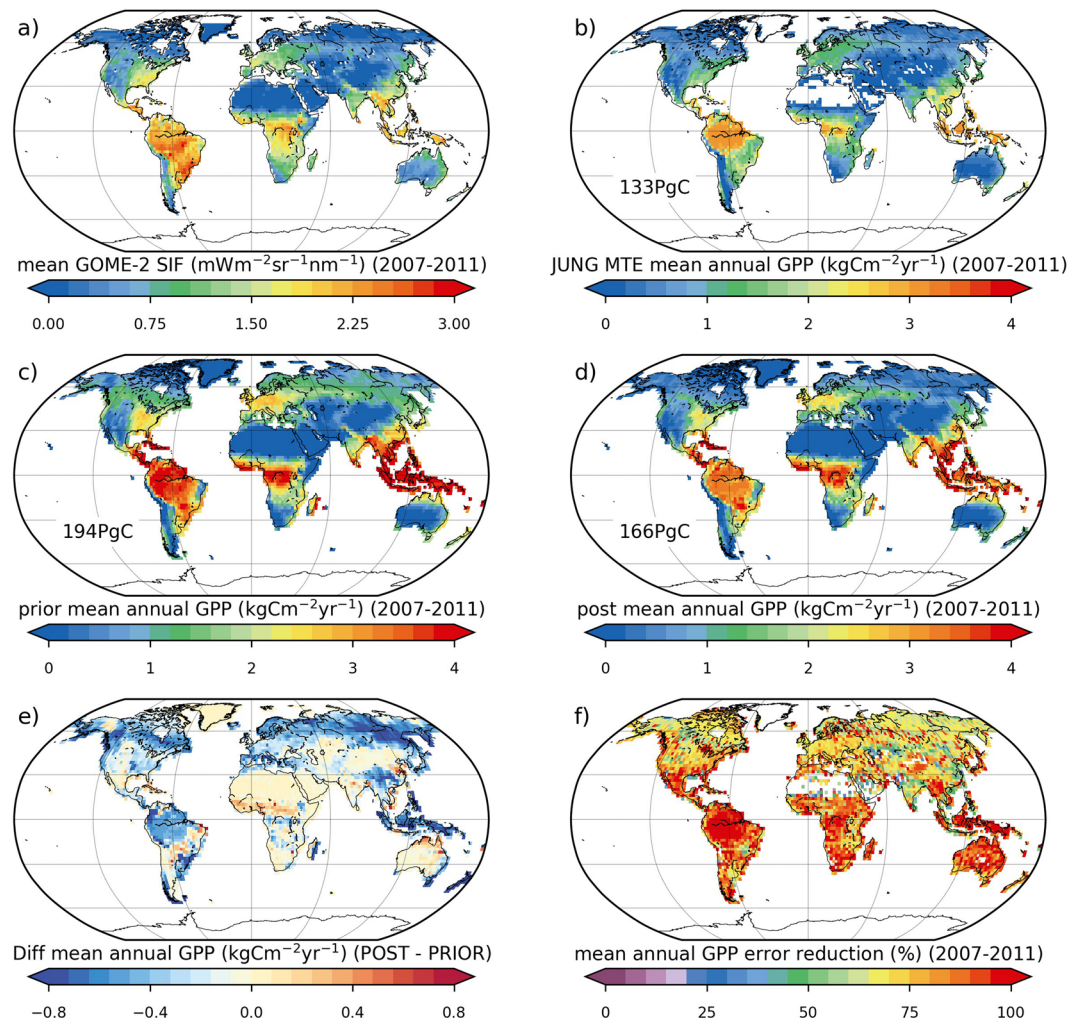 a)
b)
133PgC
mean GOME-2 SIF (mWm⁻²sr⁻¹nm⁻¹) (2007-2011)
JUNG MTE mean annual GPP (kgCm⁻²yr⁻¹) (2007-2011)
0.00 0.75 1.50 2.25 3.00
0 1 2 3 4
c)
d)
194PgC
166PgC
prior mean annual GPP (kgCm⁻²yr⁻¹) (2007-2011)
post mean annual GPP (kgCm⁻²yr⁻¹) (2007-2011)
0 1 2 3 4
0 1 2 3 4
e)
f)
Diff mean annual GPP (kgCm⁻²yr⁻¹) (POST - PRIOR)
mean annual GPP error reduction (%) (2007-2011)
−0.8 −0.4 0.0 0.4 0.8
0 25 50 75 100